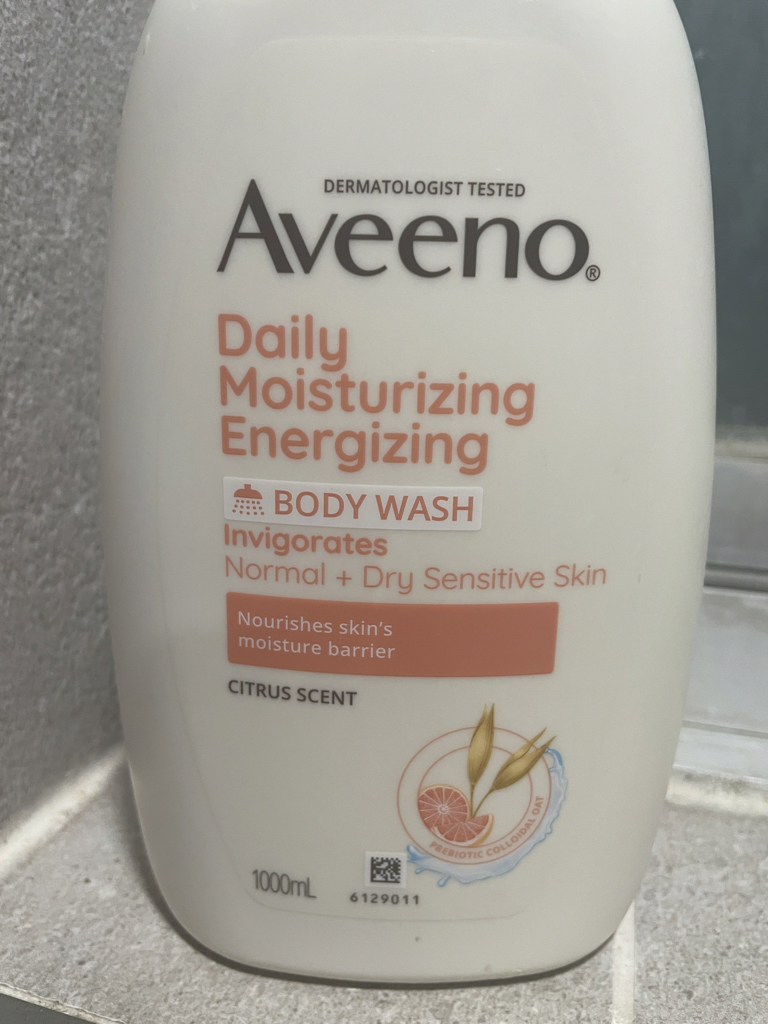 DERMATOLOGIST TESTED
Aveeno®
Daily
Moisturizing
Energizing
BODY WASH
Invigorates
Normal + Dry Sensitive Skin
Nourishes skin's
moisture barrier
CITRUS SCENT
PREBIOTIC COLLOIDAL OAT
1000mL
6129011